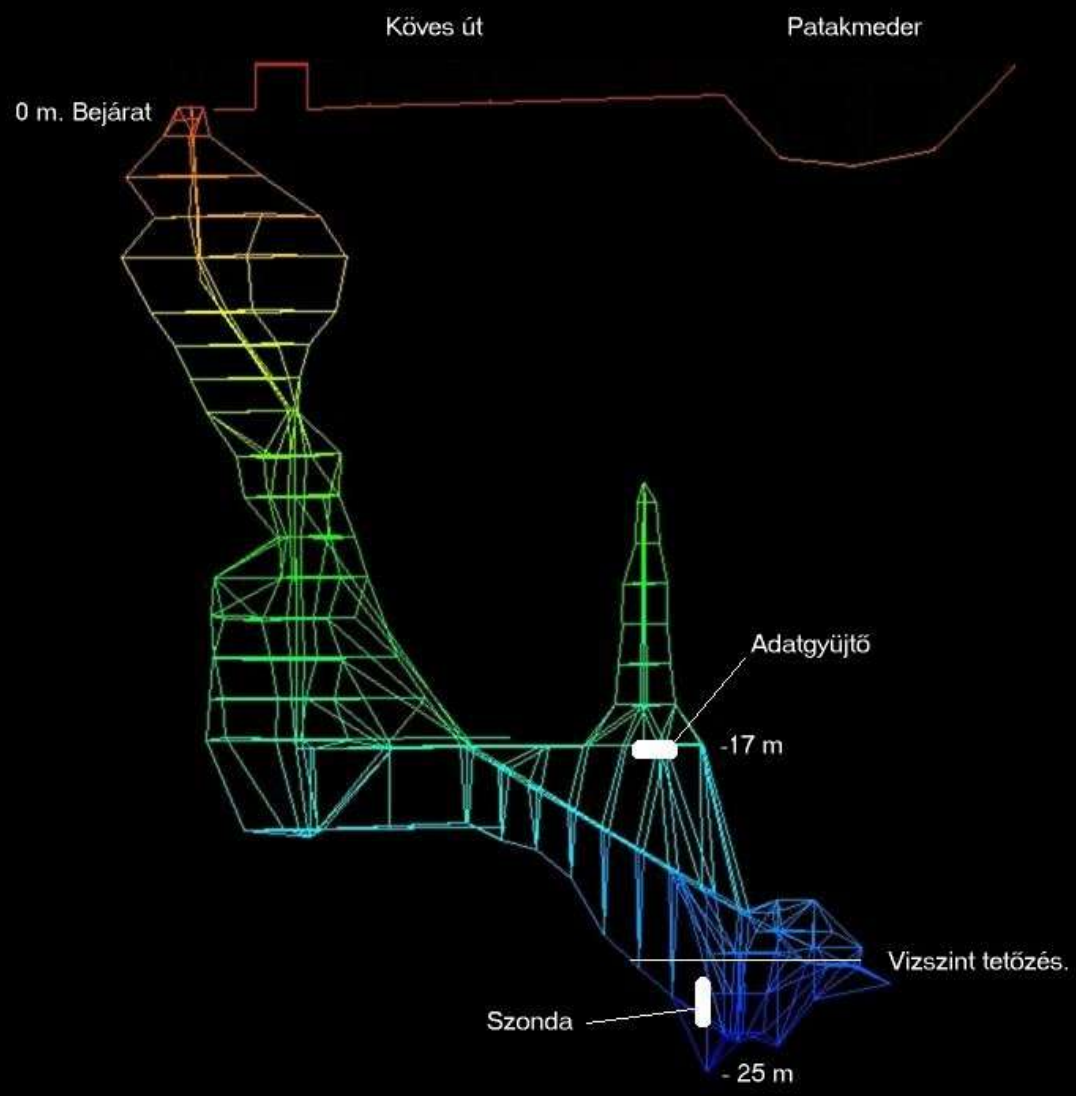 Köves út
Patakmeder
0 m. Bejárat
Adatgyüjtő
-17 m
Vizszint tetőzés.
Szonda
- 25 m